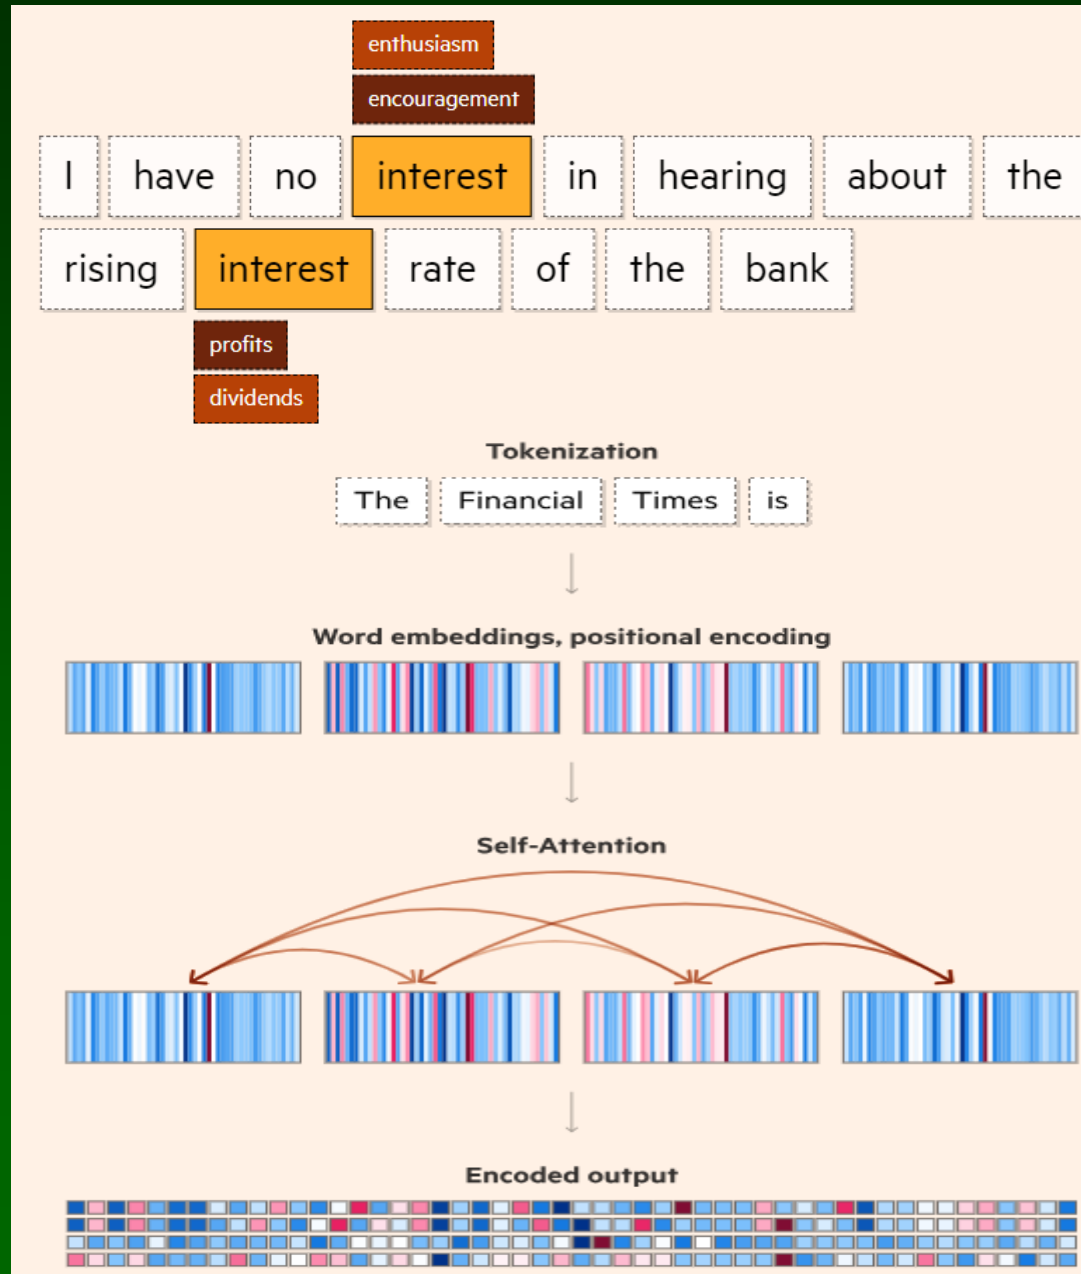 enthusiasm
encouragement
I have no interest in hearing about the
rising interest rate of the bank
profits
dividends
Tokenization
The Financial Times is
Word embeddings, positional encoding
Self-Attention
Encoded output